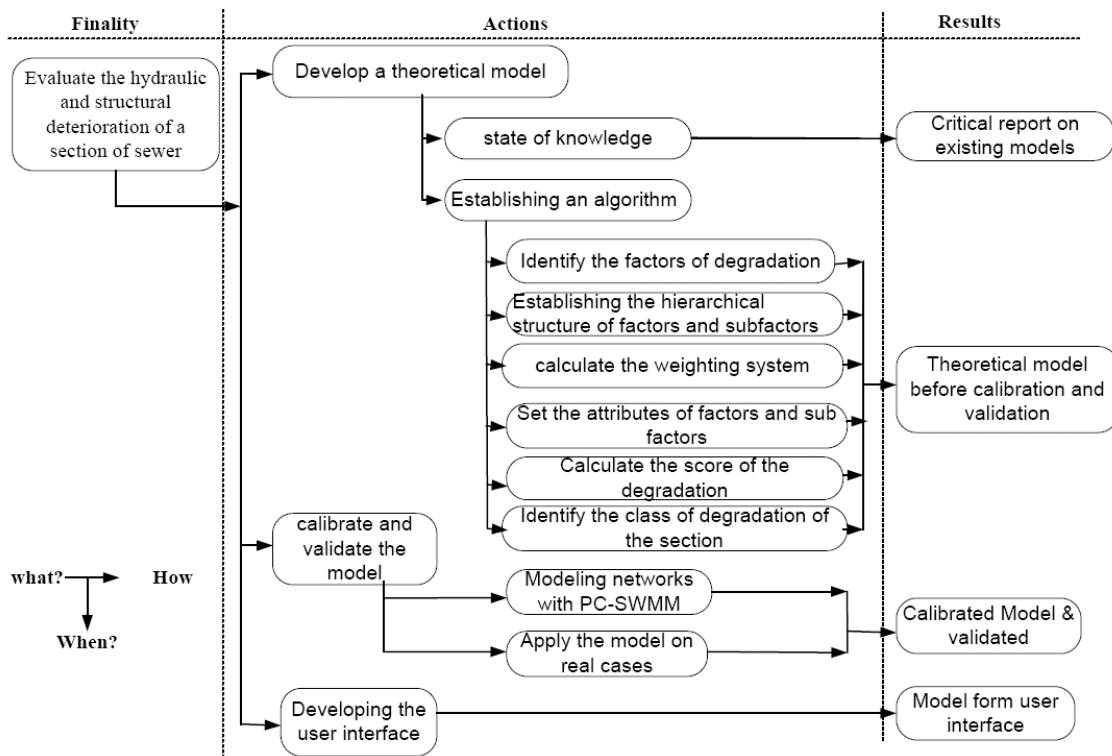 Finality
Actions
Results
Evaluate the hydraulic
and structural
deterioration of a
section of sewer
Develop a theoretical model
state of knowledge
Critical report on
existing models
Establishing an algorithm
Identify the factors of degradation
Establishing the hierarchical
structure of factors and subfactors
calculate the weighting system
Set the attributes of factors and sub
factors
Calculate the score of the
degradation
Identify the class of degradation of
the section
Theoretical model
before calibration and
validation
calibrate and
validate the
model
Modeling networks
with PC-SWMM
Apply the model on
real cases
Calibrated Model &
validated
Developing the
user interface
Model form user
interface
what?
How
When?